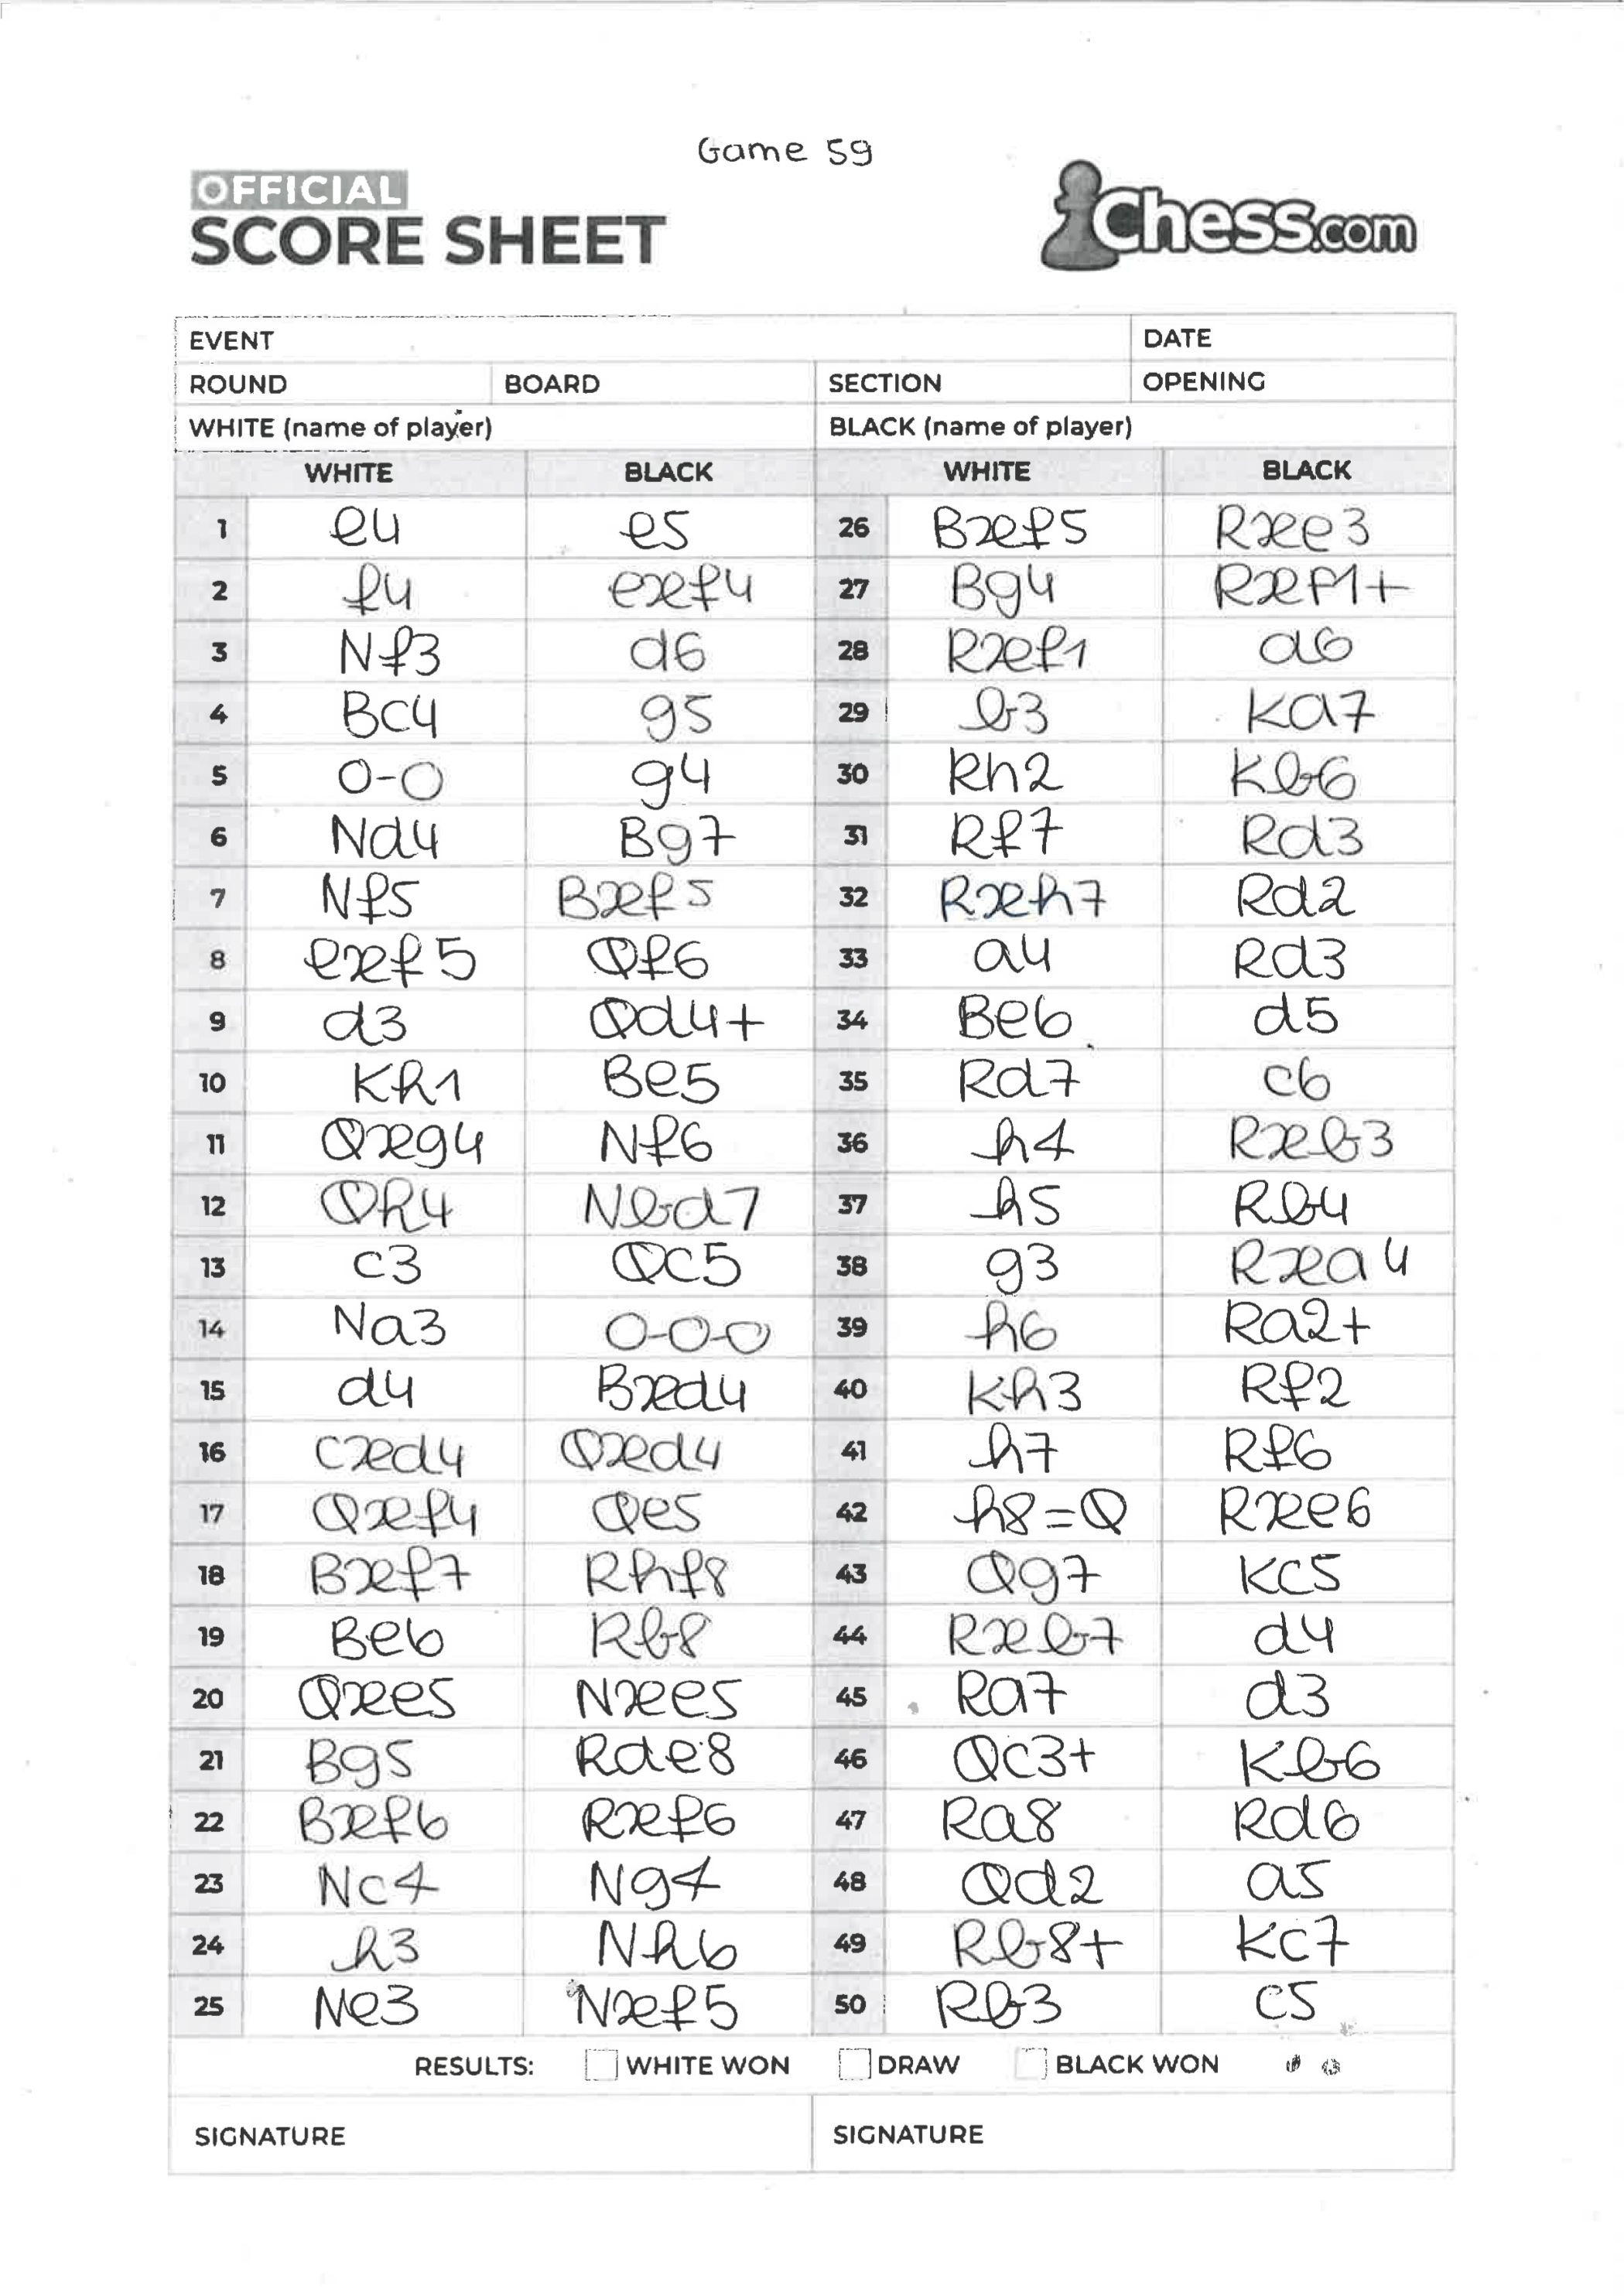 Game 59
OFFICIAL
SCORE SHEET
Chess.com
EVENT DATE
ROUND BOARD SECTION OPENING
WHITE (name of player) BLACK (name of player)
WHITE BLACK WHITE BLACK
1 e4 e5 26 Bxf5 Rxe3
2 f4 exf4 27 Bg4 Rxf1+
3 Nf3 d6 28 Rxf1 a6
4 Bc4 g5 29 b3 Ka7
5 0-0 g4 30 Kh2 Kb6
6 Nd4 Bg7 31 Rf7 Rd3
7 Nf5 Bxf5 32 Rxh7 Rd2
8 exf5 Qf6 33 a4 Rd3
9 d3 Qd4+ 34 Be6 d5
10 Kh1 Be5 35 Rd7 c6
11 Qxg4 Nf6 36 h4 Rxb3
12 Qh4 Nbd7 37 h5 Rb4
13 c3 Qc5 38 g3 Rxa4
14 Na3 0-0-0 39 h6 Ra2+
15 d4 Bxd4 40 Kh3 Rf2
16 cxd4 Qxd4 41 h7 Rf6
17 Qxf4 Qe5 42 h8=Q Rxe6
18 Bxf7 Rhf8 43 Qg7 Kc5
19 Be6 Kb8 44 Rxb7 d4
20 Qxe5 Nxe5 45 Ra7 d3
21 Bg5 Rde8 46 Qc3+ Kb6
22 Bxf6 Rxf6 47 Ra8 Rd6
23 Nc4 Ng4 48 Qd2 a5
24 h3 Nh6 49 Rb8+ Kc7
25 Ne3 Nxf5 50 Rb3 c5
RESULTS: WHITE WON DRAW BLACK WON
SIGNATURE SIGNATURE